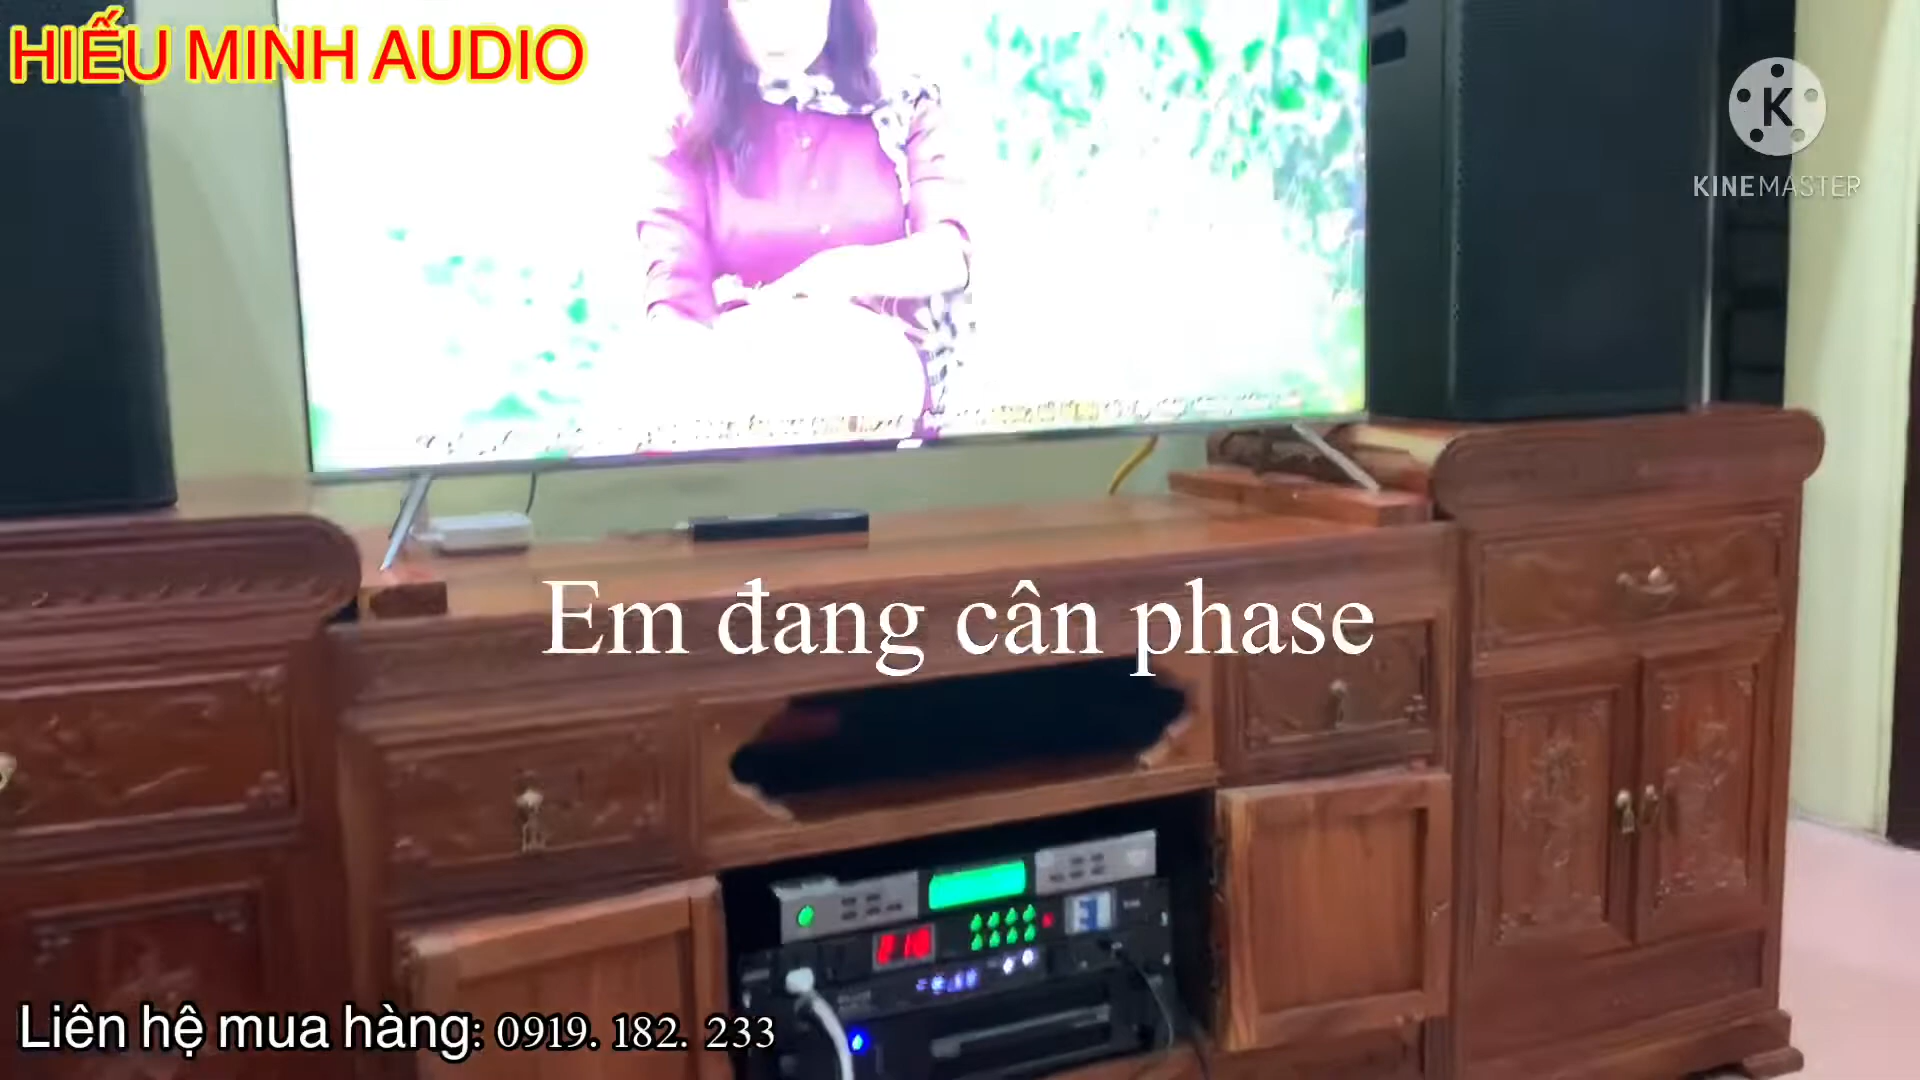 HIẾU MINH AUDIO
K
KINEMASTER
Em đang cân phase
Liên hệ mua hàng: 0919. 182. 233